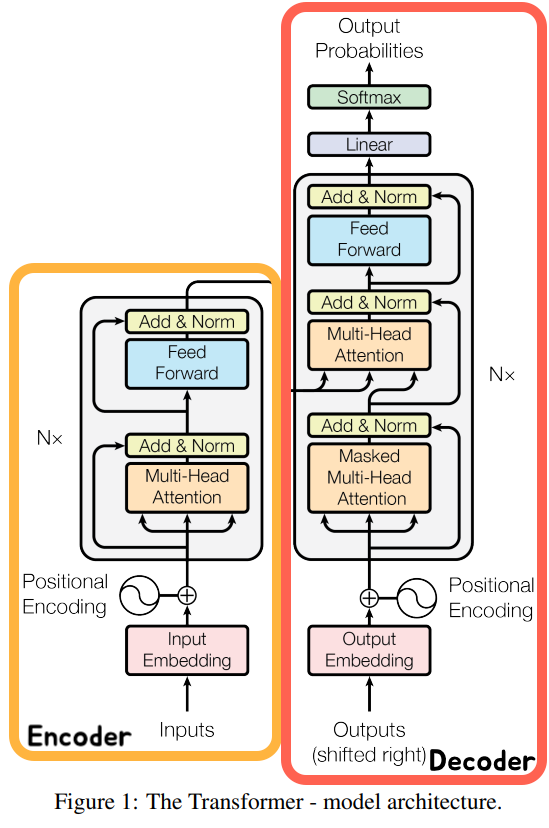 Output
Probabilities
Softmax
Linear
Add & Norm
Feed
Forward
Add & Norm
Multi-Head
Attention
Add & Norm
Masked
Multi-Head
Attention
N×
Positional
Encoding
Output
Embedding
Outputs
(shifted right)
Decoder
Add & Norm
Feed
Forward
Add & Norm
Multi-Head
Attention
N×
Positional
Encoding
Input
Embedding
Inputs
Encoder
Figure 1: The Transformer - model architecture.